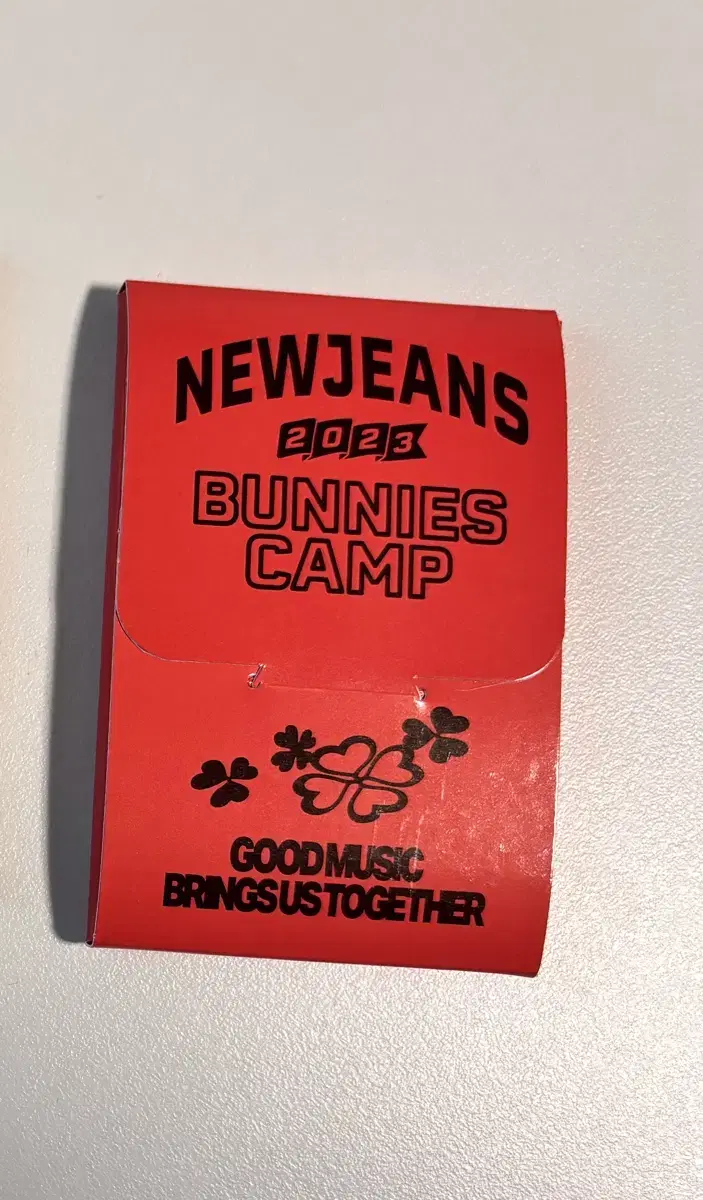 NEWJEANS
2023
BUNNIES
CAMP
GOOD MUSIC
BRINGS US TOGETHER